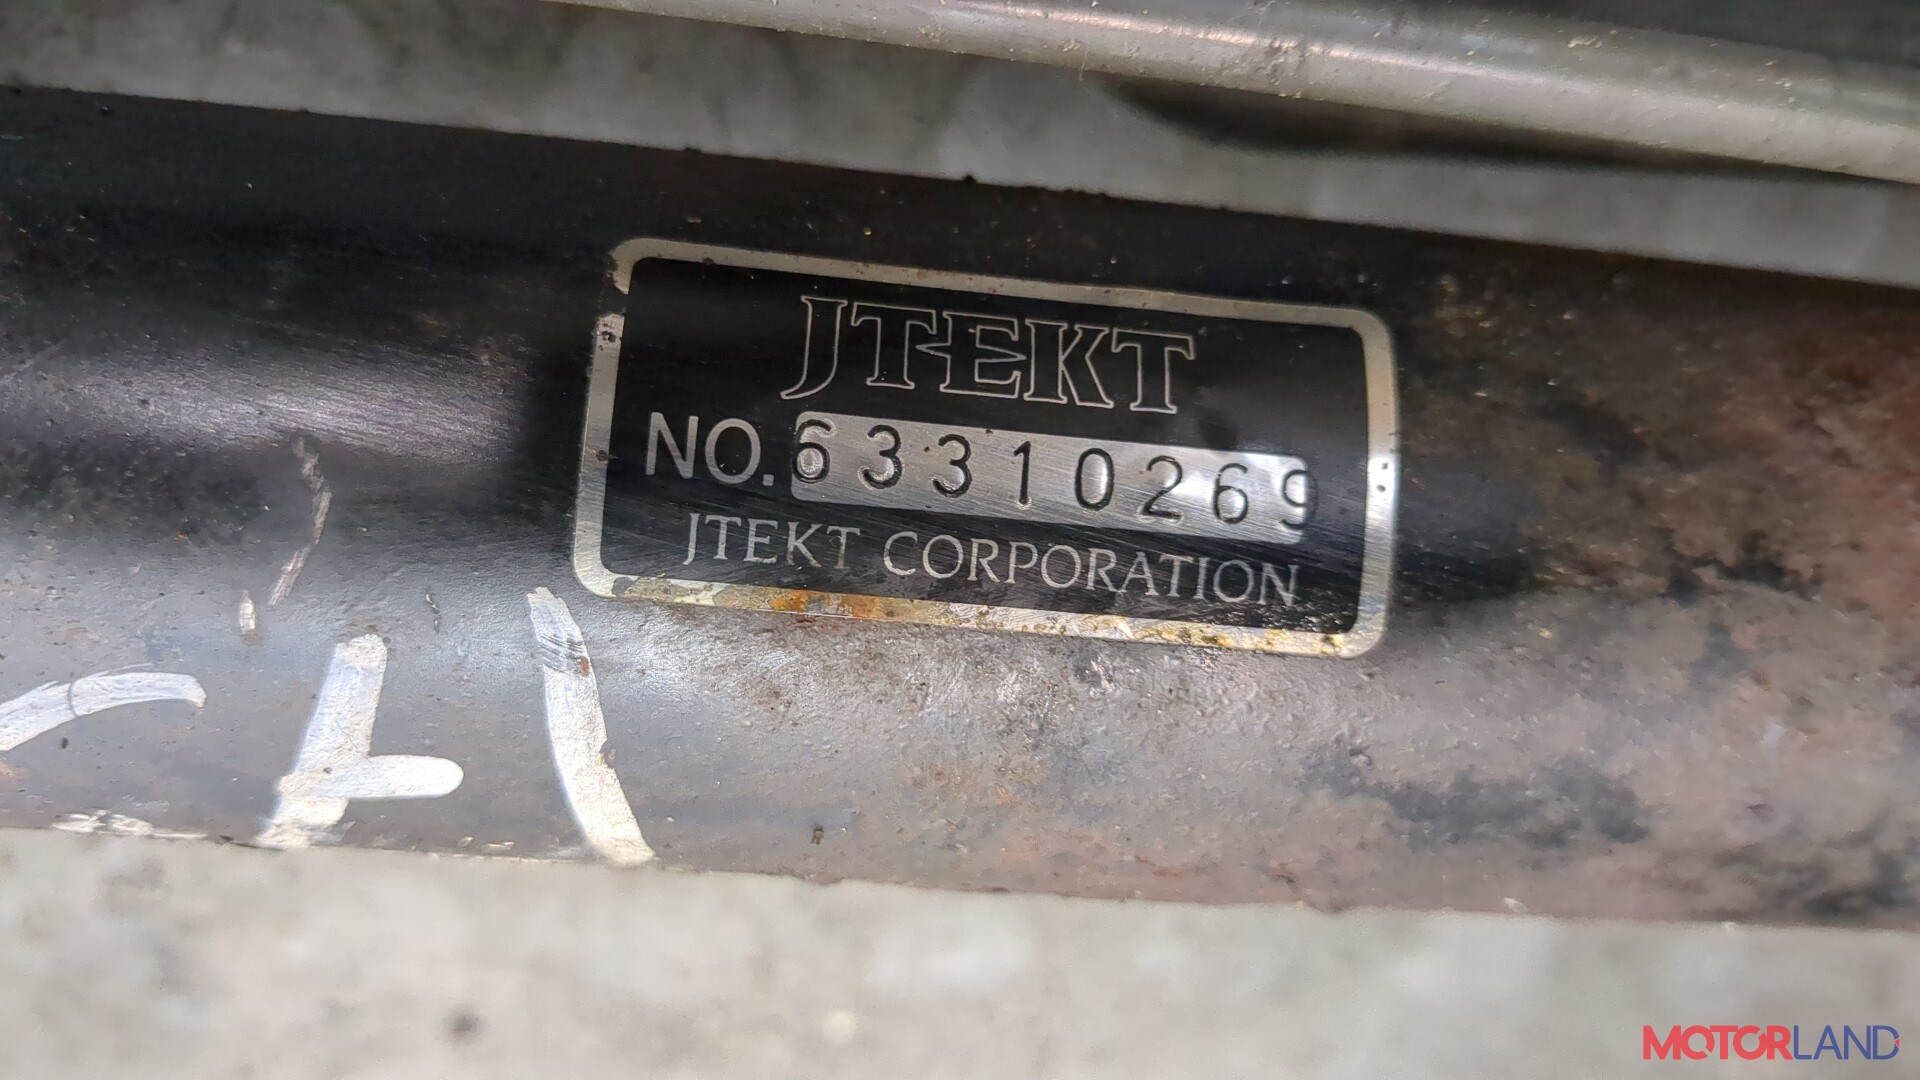 JTEKT
NO. 63310269
JTEKT CORPORATION
MOTORLAND